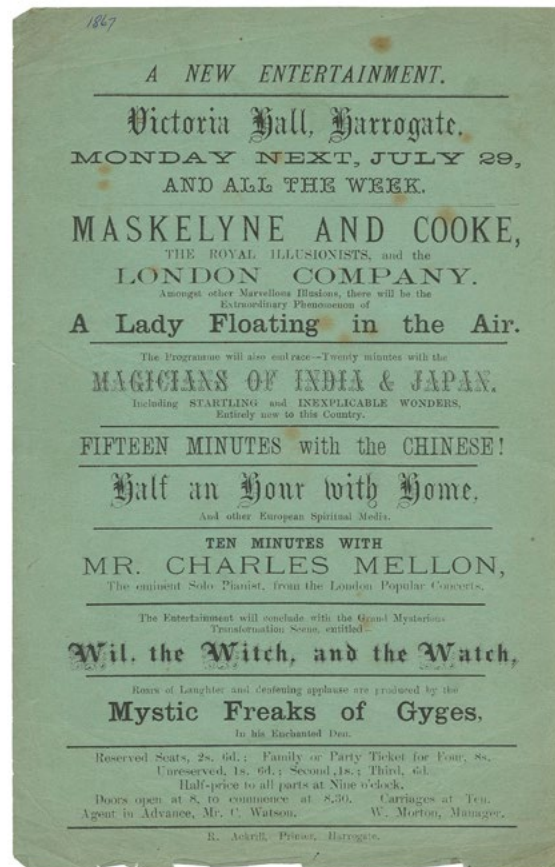 1867
A NEW ENTERTAINMENT.
Victoria Hall, Harrogate.
MONDAY NEXT, JULY 29,
AND ALL THE WEEK.
MASKELYNE AND COOKE,
THE ROYAL ILLUSIONISTS, and the
LONDON COMPANY.
Amongst other Marvellous Illusions, there will be the
Extraordinary Phenomenon of
A Lady Floating in the Air.
The Programme will also embrace—Twenty minutes with the
MAGICIANS OF INDIA & JAPAN.
Including STARTLING and INEXPLICABLE WONDERS,
Entirely new to this Country.
FIFTEEN MINUTES with the CHINESE!
Half an Hour with Home,
And other European Spiritual Media.
TEN MINUTES WITH
MR. CHARLES MELLON,
The eminent Solo Pianist, from the London Popular Concerts.
The Entertainment will conclude with the Grand Mysterious
Transformation Scene, entitled—
Wil, the Witch, and the Watch,
Roars of Laughter and deafening applause are produced by the
Mystic Freaks of Gyges,
In his Enchanted Den.
Reserved Seats, 2s. 6d.; Family or Party Ticket for Four, 8s.
Unreserved, 1s. 6d.; Second, 1s.; Third, 6d.
Half-price to all parts at Nine o'clock.
Doors open at 8, to commence at 8.30. Carriages at Ten.
Agent in Advance, Mr. C. Watson. W. Morton, Manager.
R. Ackrill, Printer, Harrogate.